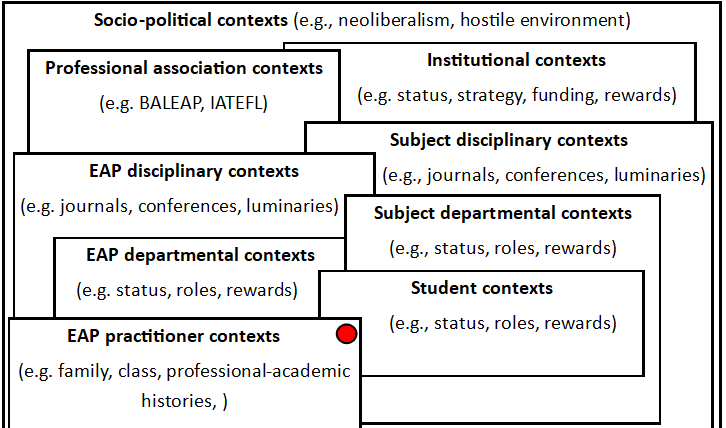 Socio-political contexts (e.g., neoliberalism, hostile environment)
Institutional contexts
(e.g. status, strategy, funding, rewards)
Professional association contexts
(e.g. BALEAP, IATEFL)
Subject disciplinary contexts
(e.g., journals, conferences, luminaries)
EAP disciplinary contexts
(e.g. journals, conferences, luminaries)
Subject departmental contexts
(e.g., status, roles, rewards)
EAP departmental contexts
(e.g. status, roles, rewards)
Student contexts
(e.g., status, roles, rewards)
EAP practitioner contexts
(e.g. family, class, professional-academic
histories, )